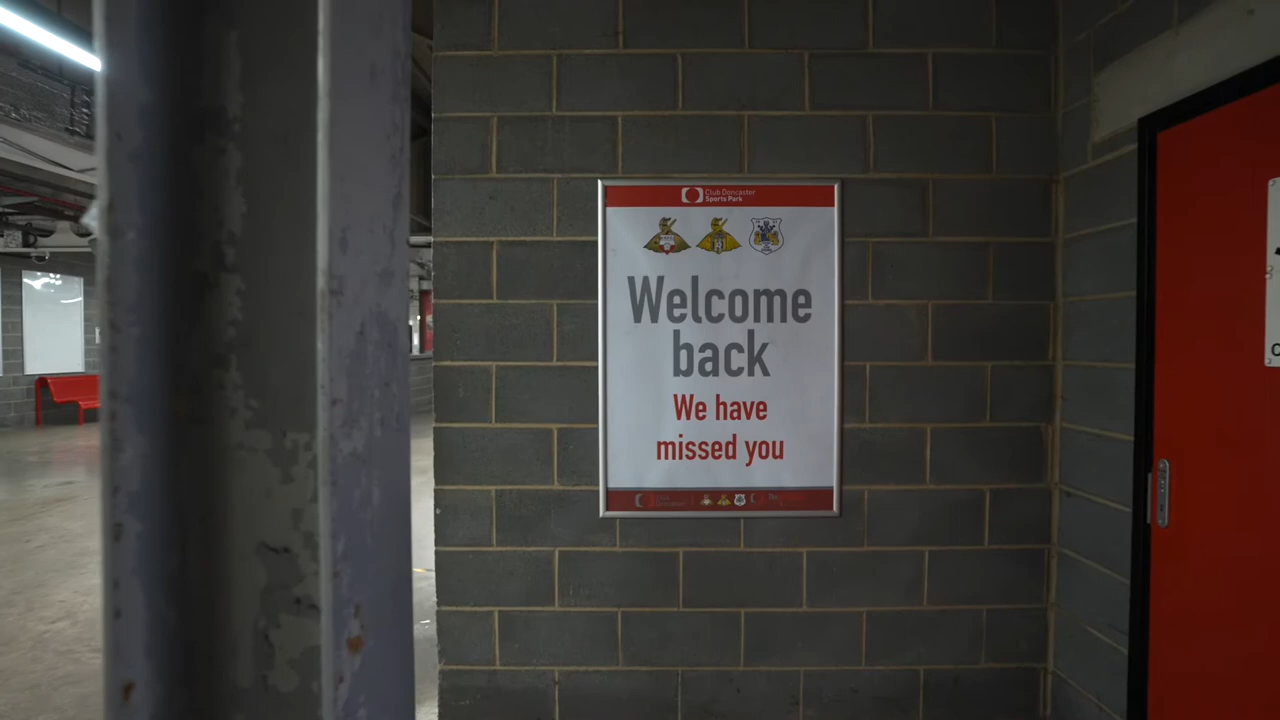 Club Doncaster
Sports Park
Welcome
back
We have
missed you